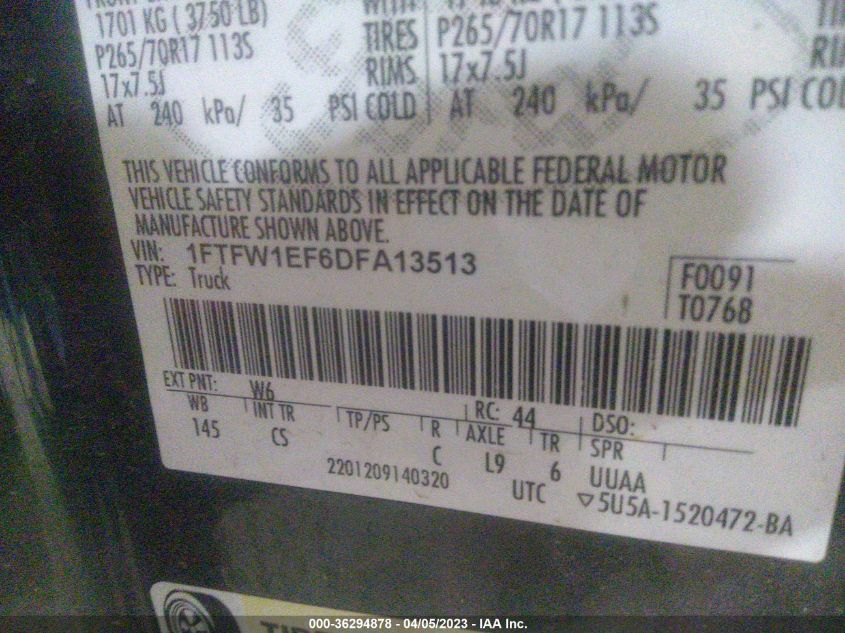 1701 KG ( 3750 LB) WITH
P265/70R17 113S TIRES P265/70R17 113S
17x7.5J RIMS 17x7.5J
AT 240 kPa/ 35 PSI COLD AT 240 kPa/ 35 PSI COL
THIS VEHICLE CONFORMS TO ALL APPLICABLE FEDERAL MOTOR
VEHICLE SAFETY STANDARDS IN EFFECT ON THE DATE OF
MANUFACTURE SHOWN ABOVE.
VIN: 1FTFW1EF6DFA13513
TYPE: Truck
F0091
T0768
EXT PNT: W6 RC: 44 DSO:
WB INT TR TP/PS R AXLE TR SPR
145 CS C L9 6 UUAA
2201209140320 UTC ▽5U5A-1520472-BA
000-36294878 - 04/05/2023 - IAA Inc.